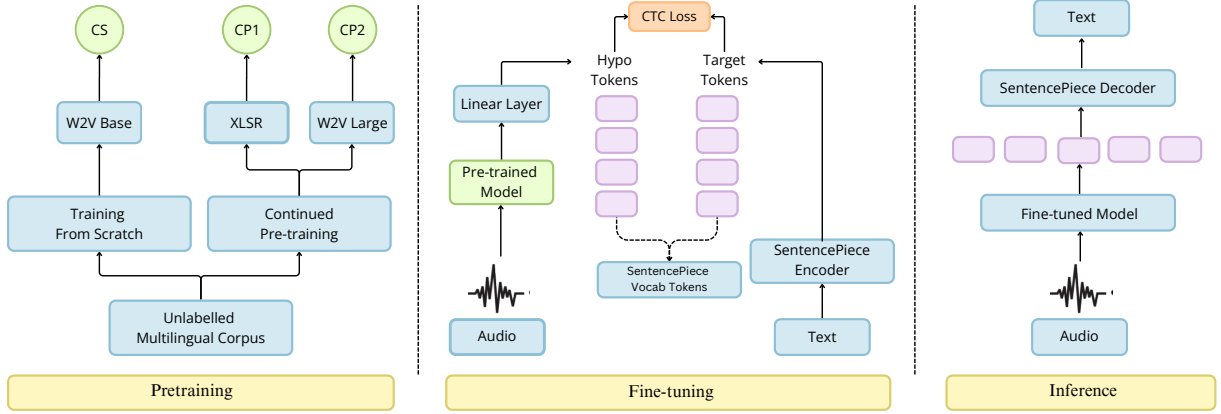 CS
CP1
CP2
W2V Base
XLSR
W2V Large
Training
From Scratch
Continued
Pre-training
Unlabelled
Multilingual Corpus
Pretraining
CTC Loss
Hypo
Tokens
Target
Tokens
Linear Layer
Pre-trained
Model
SentencePiece
Vocab Tokens
SentencePiece
Encoder
Audio
Text
Fine-tuning
Text
SentencePiece Decoder
Fine-tuned Model
Audio
Inference